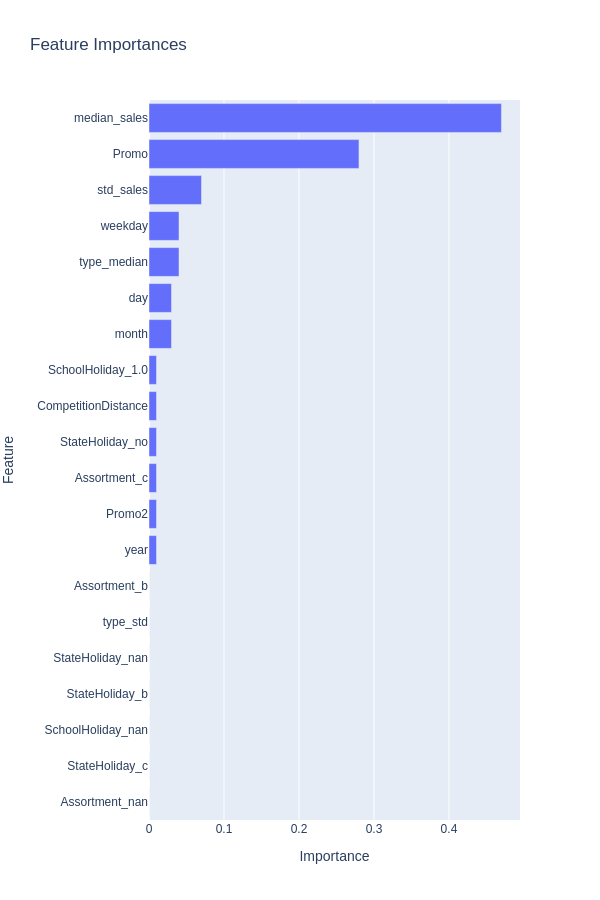 Feature Importances
median_sales
Promo
std_sales
weekday
type_median
day
month
SchoolHoliday_1.0
CompetitionDistance
StateHoliday_no
Assortment_c
Promo2
year
Assortment_b
type_std
StateHoliday_nan
StateHoliday_b
SchoolHoliday_nan
StateHoliday_c
Assortment_nan
Feature
0 0.1 0.2 0.3 0.4
Importance